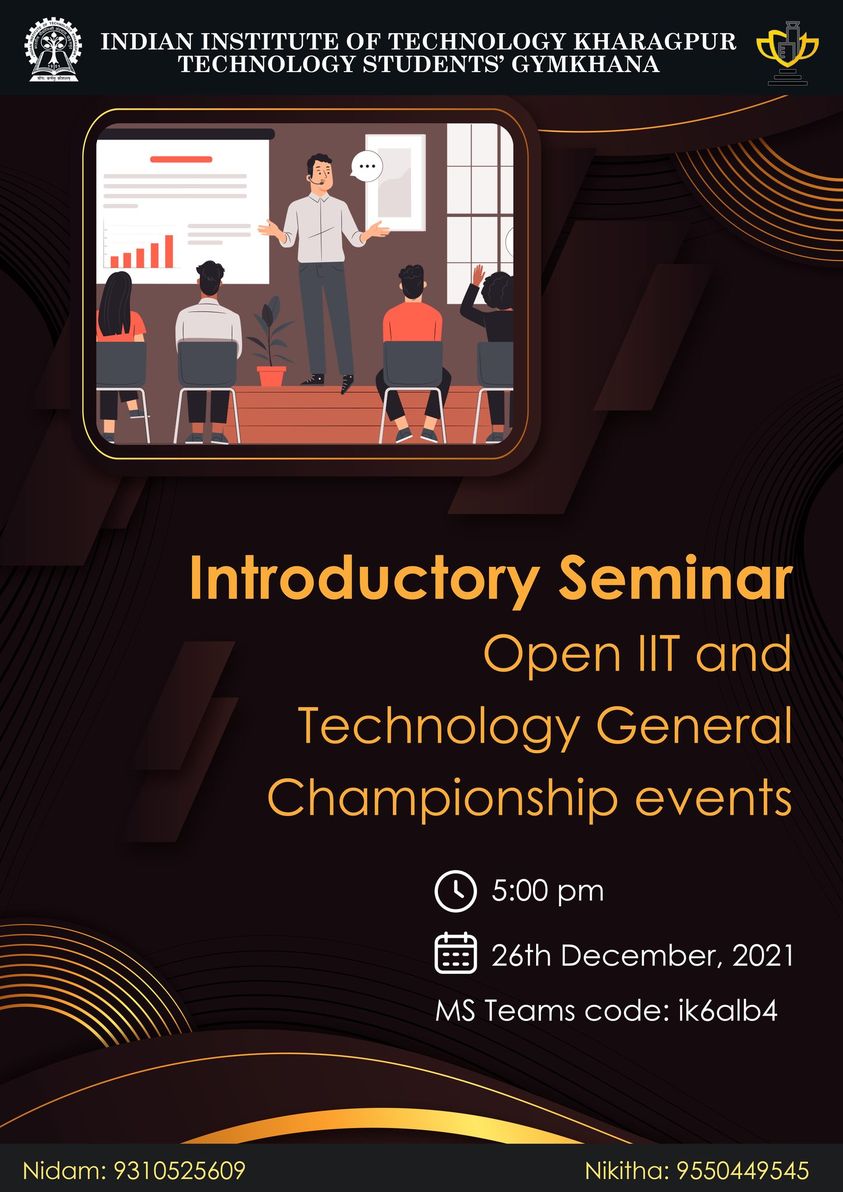 INDIAN INSTITUTE OF TECHNOLOGY KHARAGPUR
TECHNOLOGY STUDENTS' GYMKHANA
Introductory Seminar
Open IIT and
Technology General
Championship events
5:00 pm
26th December, 2021
MS Teams code: ik6alb4
Nidam: 9310525609
Nikitha: 9550449545